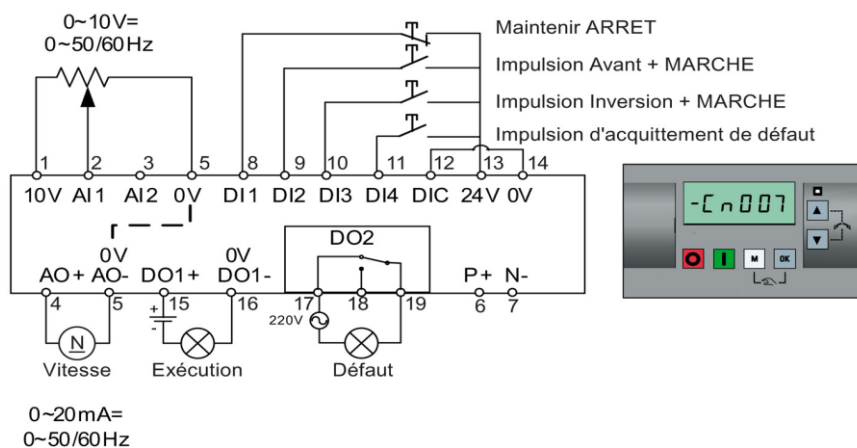 0~10V=
0~50/60Hz
Maintenir ARRET
Impulsion Avant + MARCHE
Impulsion Inversion + MARCHE
Impulsion d'acquittement de défaut
1 2 3 5 8 9 10 11 12 13 14
10V AI1 AI2 0V DI1 DI2 DI3 DI4 DIC 24V 0V
-Cn007
0V 0V DO2
AO+ AO- DO1+ DO1- P+ N-
M OK
4 5 15 16 17 18 19 6 7
+
-
220V
N
Vitesse Exécution Défaut
0~20mA=
0~50/60Hz